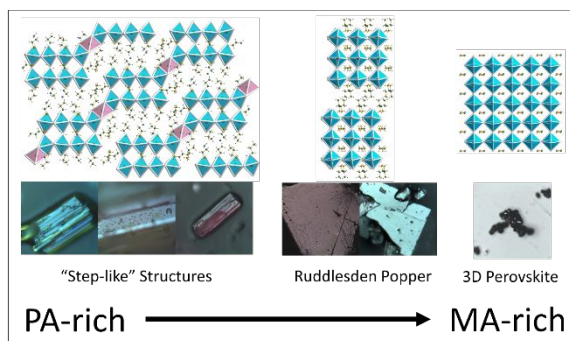 “Step-like” Structures
Ruddlesden Popper
3D Perovskite
PA-rich
MA-rich